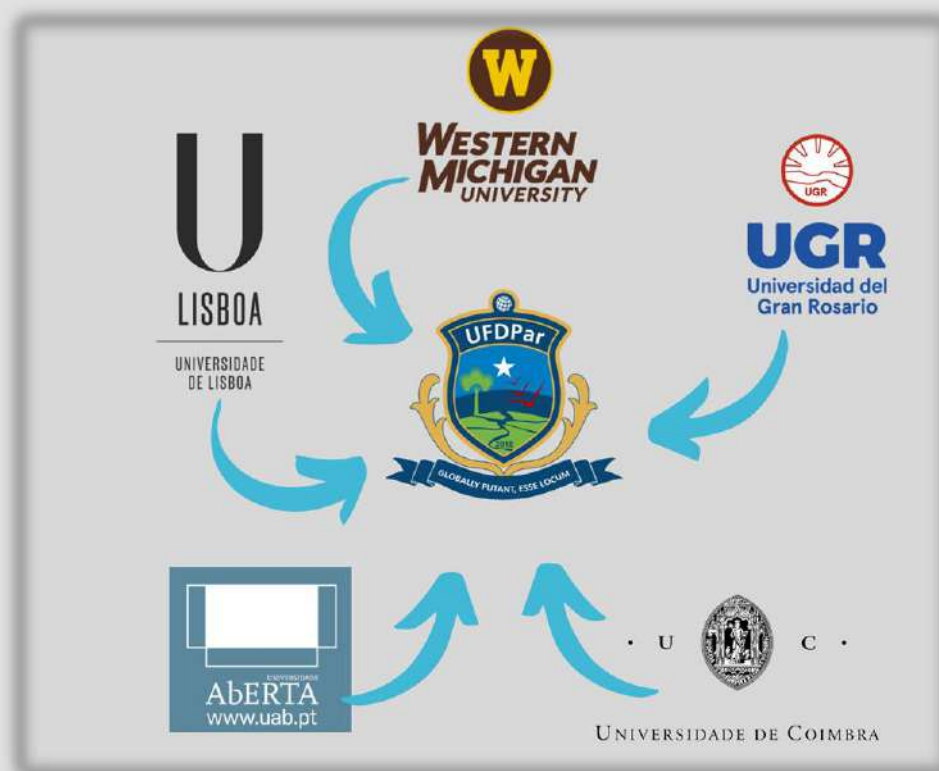 W
WESTERN
MICHIGAN
UNIVERSITY
U
LISBOA
UNIVERSIDADE
DE LISBOA
UGR
UGR
Universidad del
Gran Rosario
UFDPar
2018
GLOBALLY PUTANT, ESSE LOCUM
UNIVERSIDADE
AbERTA
www.uab.pt
· U C ·
UNIVERSIDADE DE COIMBRA